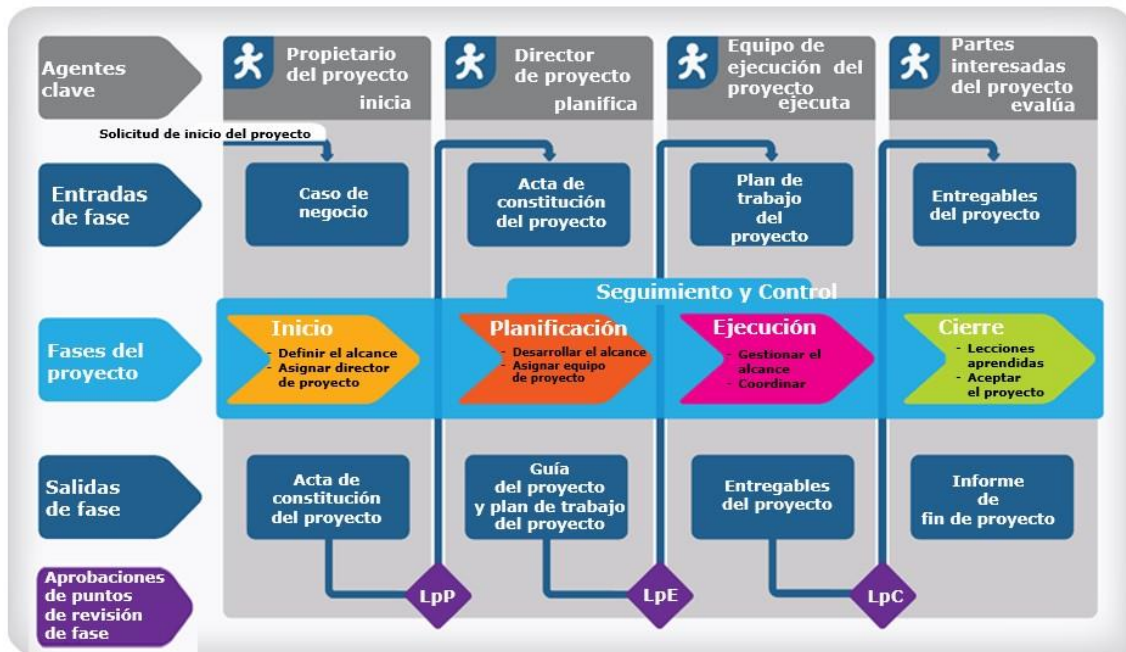 Agentes
clave
Propietario
del proyecto
inicia
Director
de proyecto
planifica
Equipo de
ejecución del
proyecto
ejecuta
Partes
interesadas
del proyecto
evalúa
Solicitud de inicio del proyecto
Entradas
de fase
Caso de
negocio
Acta de
constitución
del proyecto
Plan de
trabajo
del
proyecto
Entregables
del proyecto
Seguimiento y Control
Fases del
proyecto
Inicio
- Definir el alcance
- Asignar director
de proyecto
Planificación
- Desarrollar el alcance
- Asignar equipo
de proyecto
Ejecución
- Gestionar el
alcance
- Coordinar
Cierre
- Lecciones
aprendidas
- Aceptar
el proyecto
Salidas
de fase
Acta de
constitución
del proyecto
Guía
del proyecto
y plan de trabajo
del proyecto
Entregables
del proyecto
Informe
de
fin de proyecto
Aprobaciones
de puntos
de revisión
de fase
LpP
LpE
LpC